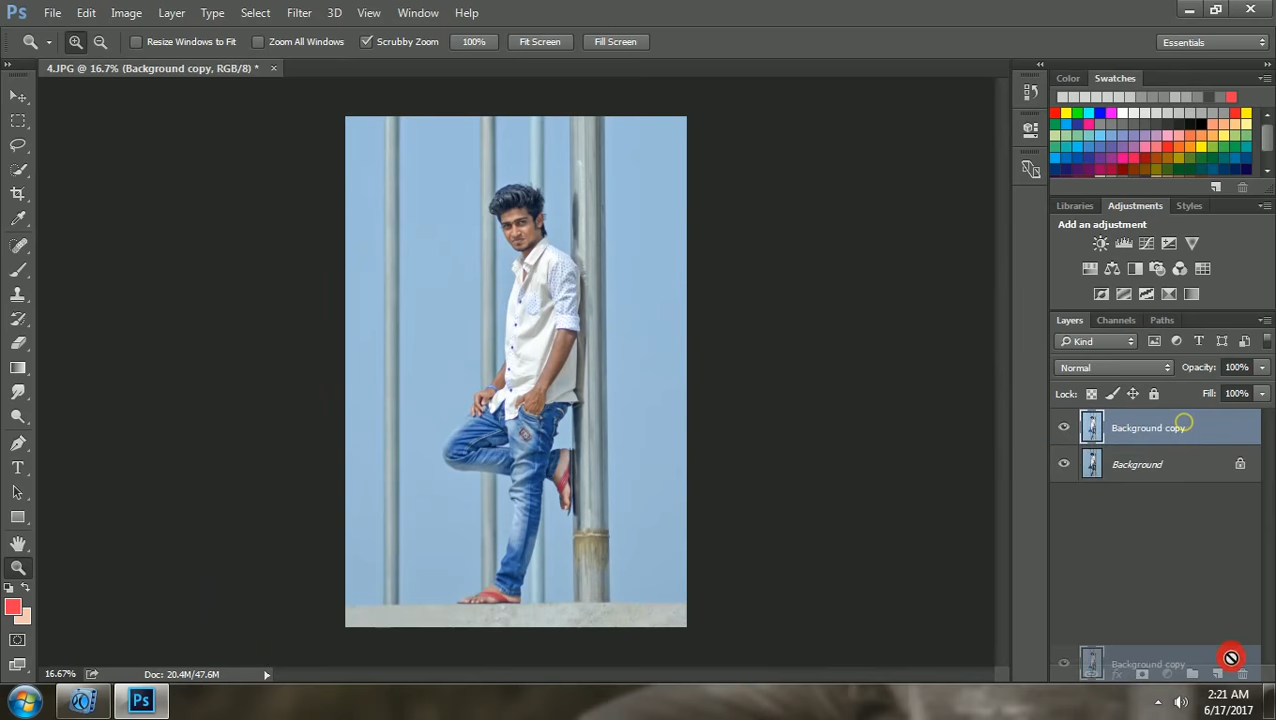 Ps File Edit Image Layer Type Select Filter 3D View Window Help
Resize Windows to Fit Zoom All Windows Scrubby Zoom 100% Fit Screen Fill Screen Essentials
4.JPG @ 16.7% (Background copy, RGB/8) * ×
Color Swatches
Libraries Adjustments Styles
Add an adjustment
Layers Channels Paths
Kind
Normal Opacity: 100%
Lock: Fill: 100%
Background copy
Background
Background copy
16.67% Doc: 20.4M/47.6M
Ps 2:21 AM
6/17/2017